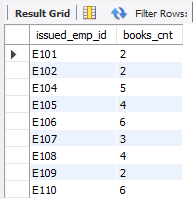 Result Grid Filter Rows:
issued_emp_id books_cnt
E101 2
E102 2
E104 5
E105 4
E106 6
E107 3
E108 4
E109 2
E110 6